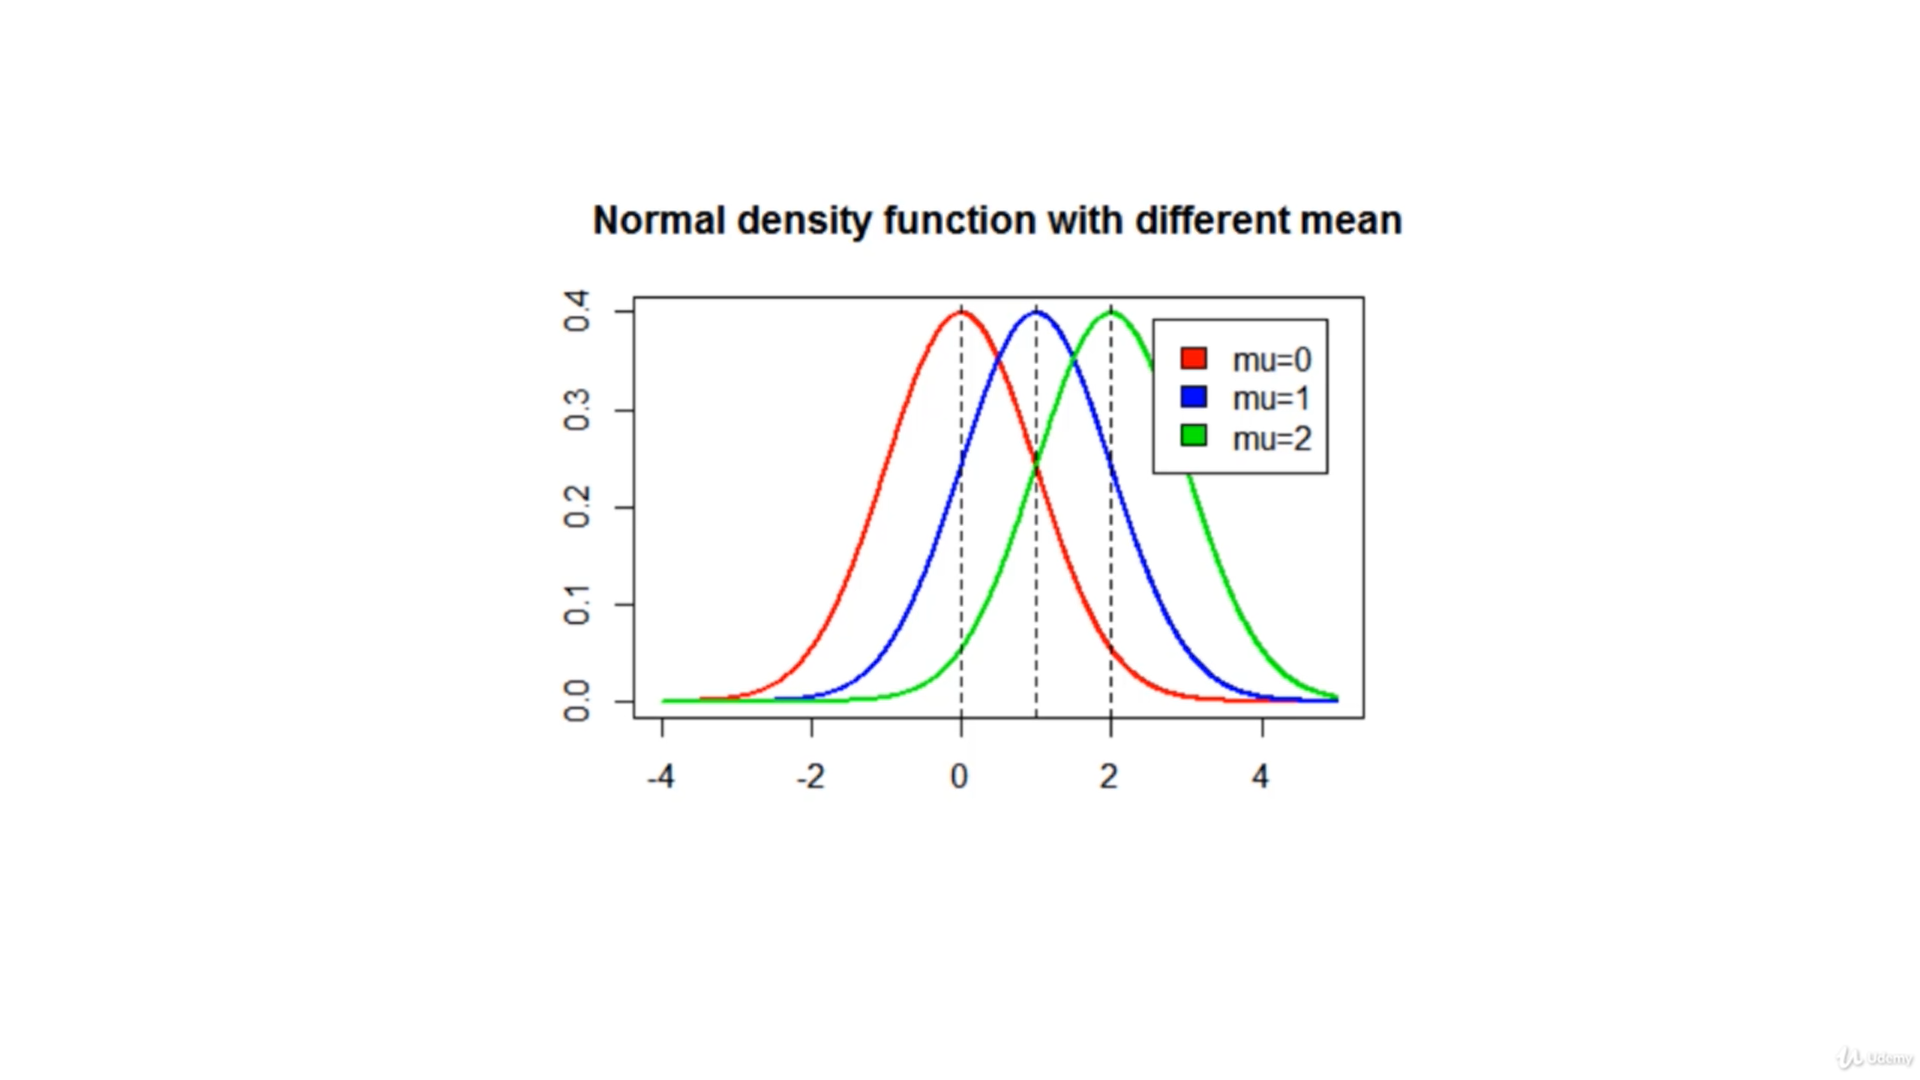 Normal density function with different mean
0.4
0.3
0.2
0.1
0.0
mu=0
mu=1
mu=2
-4 -2 0 2 4
Udemy